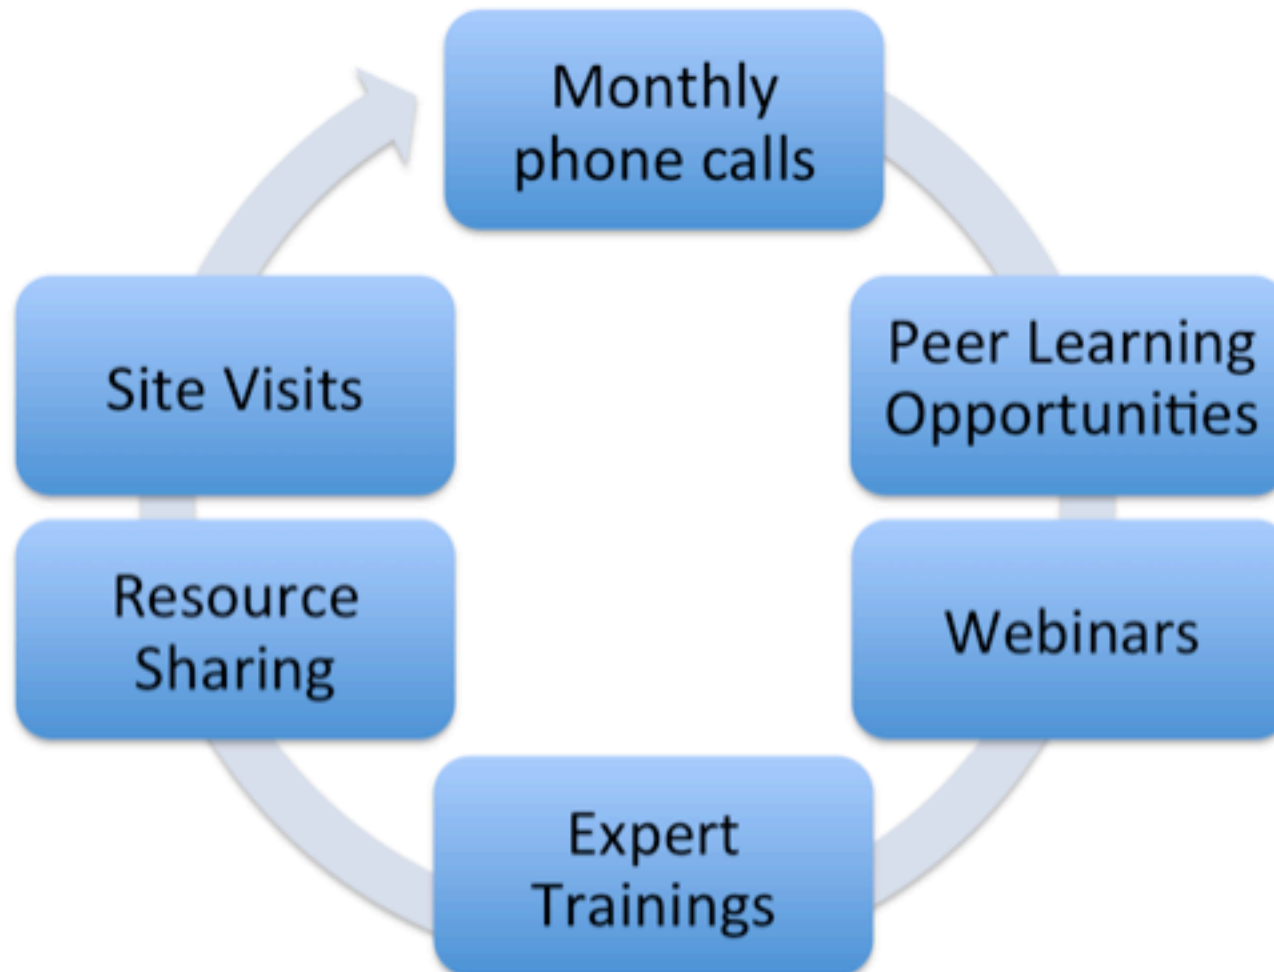 Monthly
phone calls
Peer Learning
Opportunities
Webinars
Expert
Trainings
Resource
Sharing
Site Visits